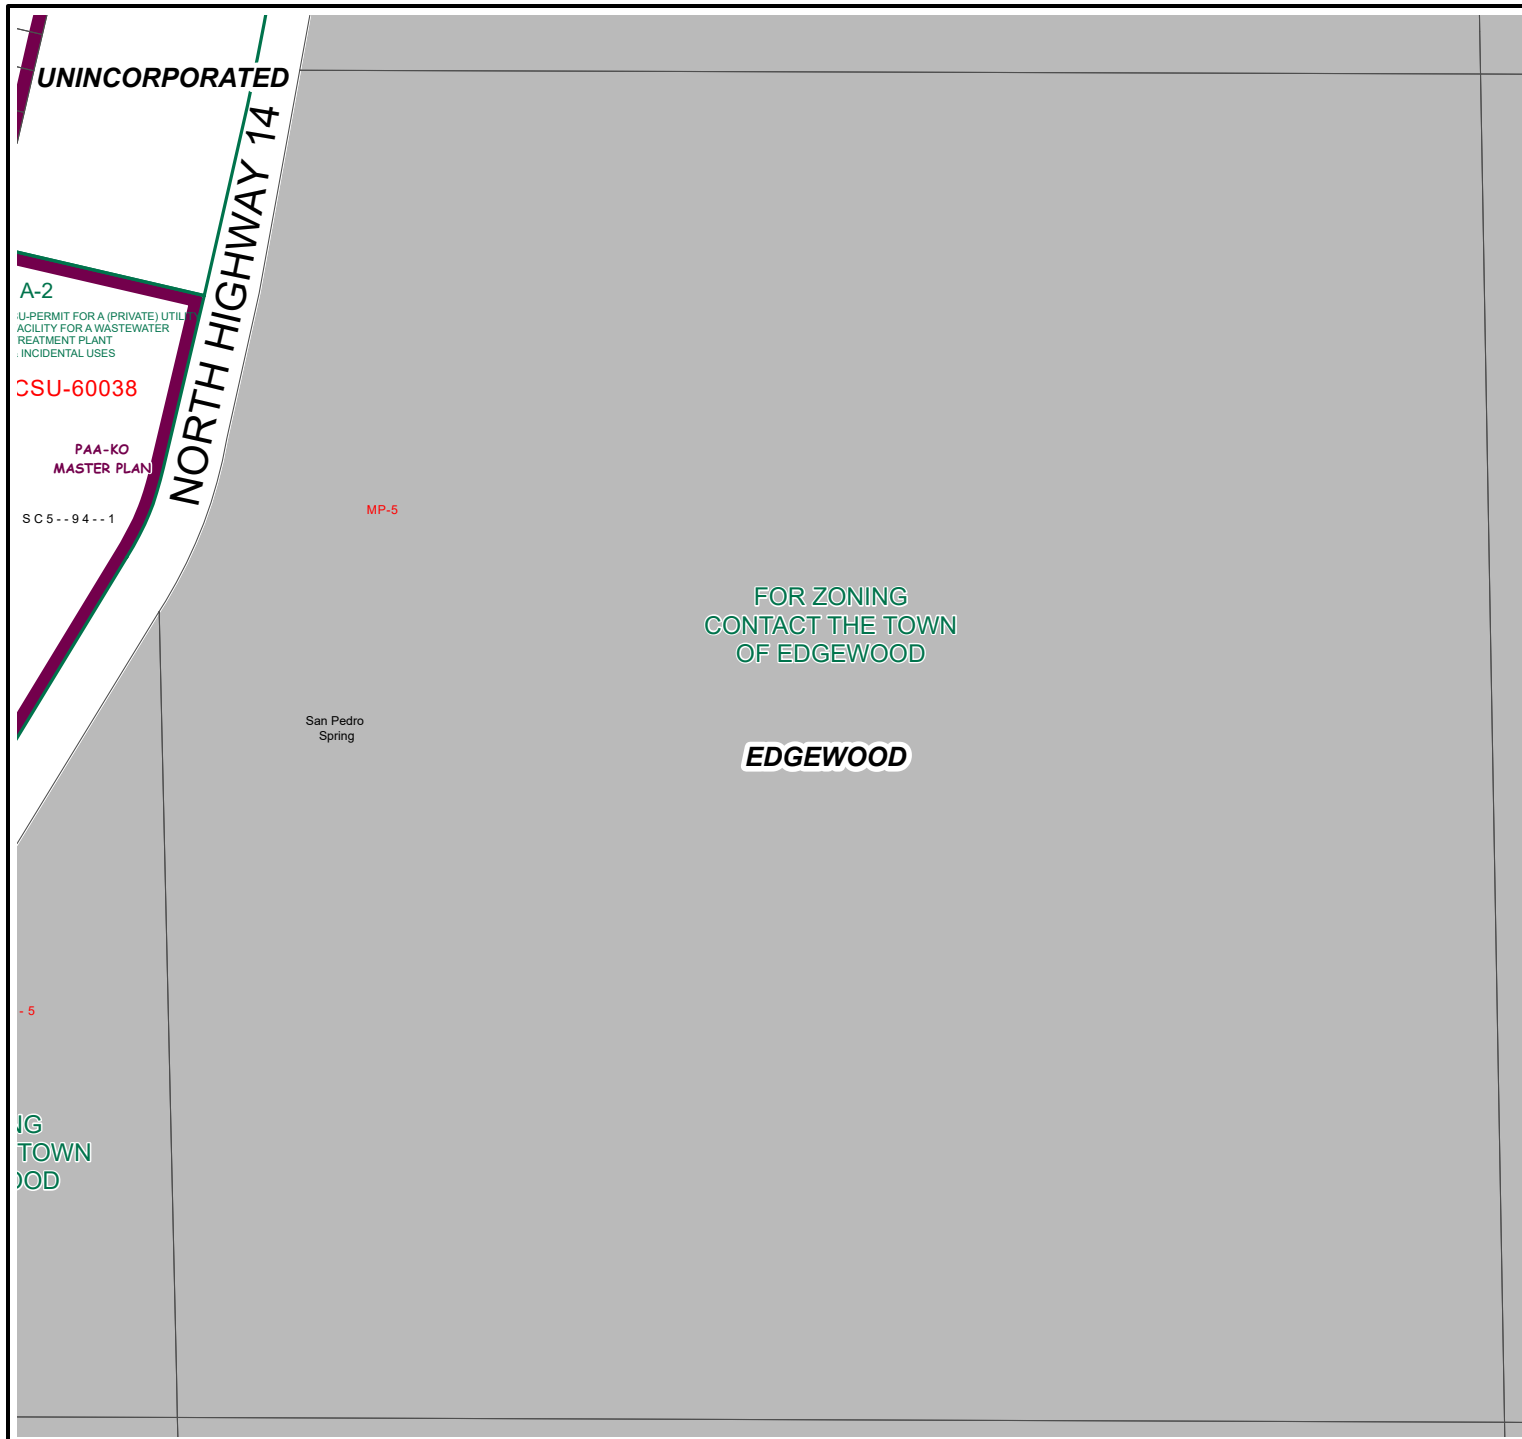 UNINCORPORATED
NORTH HIGHWAY 14
A-2
U-PERMIT FOR A (PRIVATE) UTILITY
ACILITY FOR A WASTEWATER
REATMENT PLANT
INCIDENTAL USES
CSU-60038
PAA-KO
MASTER PLAN
SC5--94--1
MP-5
FOR ZONING
CONTACT THE TOWN
OF EDGEWOOD
San Pedro
Spring
EDGEWOOD
- 5
NG
TOWN
OOD